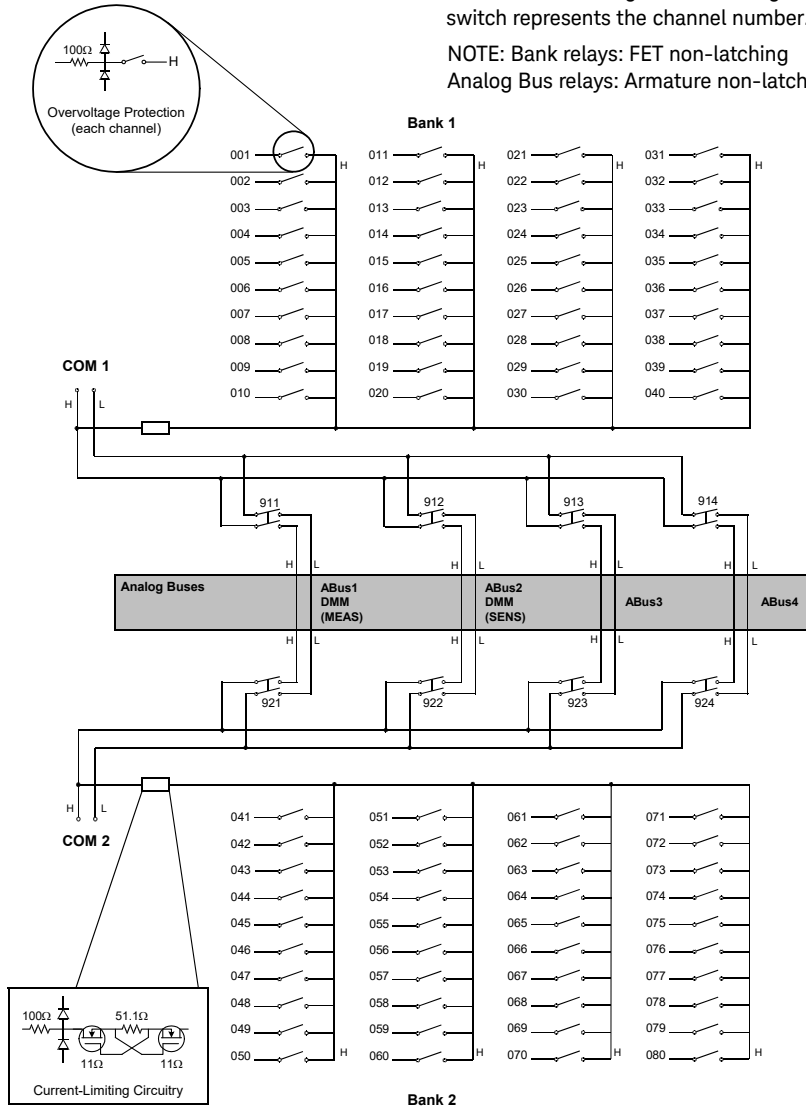 switch represents the channel number.
NOTE: Bank relays: FET non-latching
Analog Bus relays: Armature non-latch
100Ω
H
Overvoltage Protection
(each channel)
Bank 1
001 H 011 H 021 H 031 H
002 012 022 032
003 013 023 033
004 014 024 034
005 015 025 035
006 016 026 036
007 017 027 037
008 018 028 038
009 019 029 039
010 020 030 040
COM 1
H L
911 912 913 914
H L H L H L H L
Analog Buses
ABus1
DMM
(MEAS)
ABus2
DMM
(SENS)
ABus3
ABus4
H L H L H L H L
921 922 923 924
H L
COM 2
041 051 061 071
042 052 062 072
043 053 063 073
044 054 064 074
045 055 065 075
046 056 066 076
047 057 067 077
048 058 068 078
049 059 069 079
050 H 060 H 070 H 080 H
100Ω 51.1Ω
11Ω 11Ω
Current-Limiting Circuitry
Bank 2